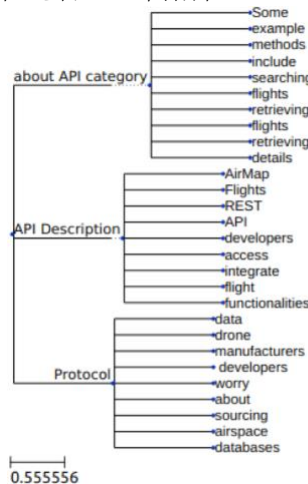 Some
example
methods
include
about API category
searching
flights
retrieving
flights
retrieving
details
AirMap
Flights
REST
API
API Description
developers
access
integrate
flight
functionalities
data
drone
manufacturers
developers
Protocol
worry
about
sourcing
airspace
databases
0.555556